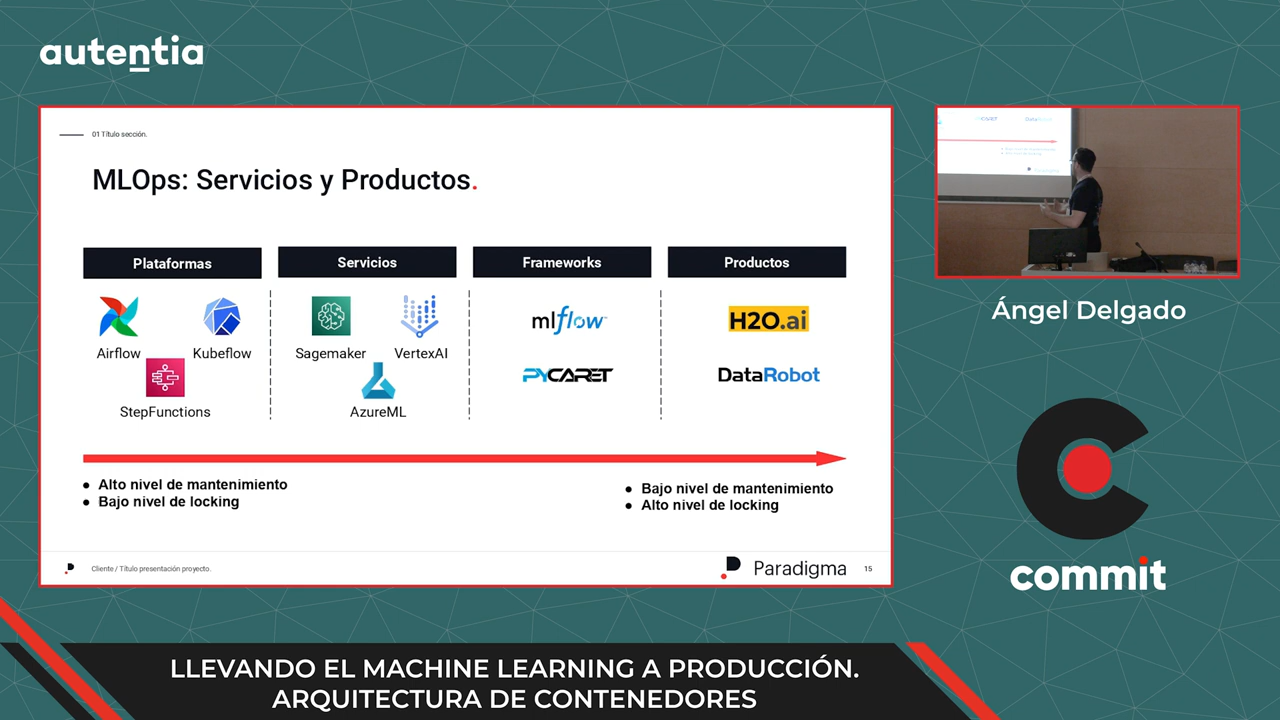 autentia
01 Título sección.
MLOps: Servicios y Productos.
Plataformas
Servicios
Frameworks
Productos
Airflow
Kubeflow
StepFunctions
Sagemaker
VertexAI
AzureML
mlflow
PYCARET
H2O.ai
DataRobot
● Alto nivel de mantenimiento
● Bajo nivel de locking
● Bajo nivel de mantenimiento
● Alto nivel de locking
Cliente / Título presentación proyecto.
Paradigma
15
PYCARET
DataRobot
Ángel Delgado
commit
LLEVANDO EL MACHINE LEARNING A PRODUCCIÓN.
ARQUITECTURA DE CONTENEDORES